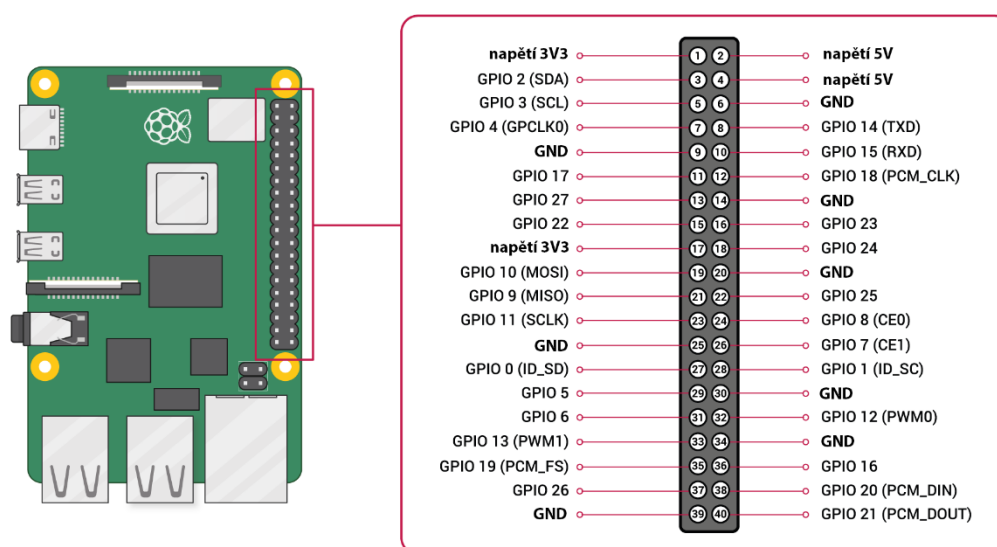 napětí 3V3 1 2 napětí 5V
GPIO 2 (SDA) 3 4 napětí 5V
GPIO 3 (SCL) 5 6 GND
GPIO 4 (GPCLK0) 7 8 GPIO 14 (TXD)
GND 9 10 GPIO 15 (RXD)
GPIO 17 11 12 GPIO 18 (PCM_CLK)
GPIO 27 13 14 GND
GPIO 22 15 16 GPIO 23
napětí 3V3 17 18 GPIO 24
GPIO 10 (MOSI) 19 20 GND
GPIO 9 (MISO) 21 22 GPIO 25
GPIO 11 (SCLK) 23 24 GPIO 8 (CE0)
GND 25 26 GPIO 7 (CE1)
GPIO 0 (ID_SD) 27 28 GPIO 1 (ID_SC)
GPIO 5 29 30 GND
GPIO 6 31 32 GPIO 12 (PWM0)
GPIO 13 (PWM1) 33 34 GND
GPIO 19 (PCM_FS) 35 36 GPIO 16
GPIO 26 37 38 GPIO 20 (PCM_DIN)
GND 39 40 GPIO 21 (PCM_DOUT)